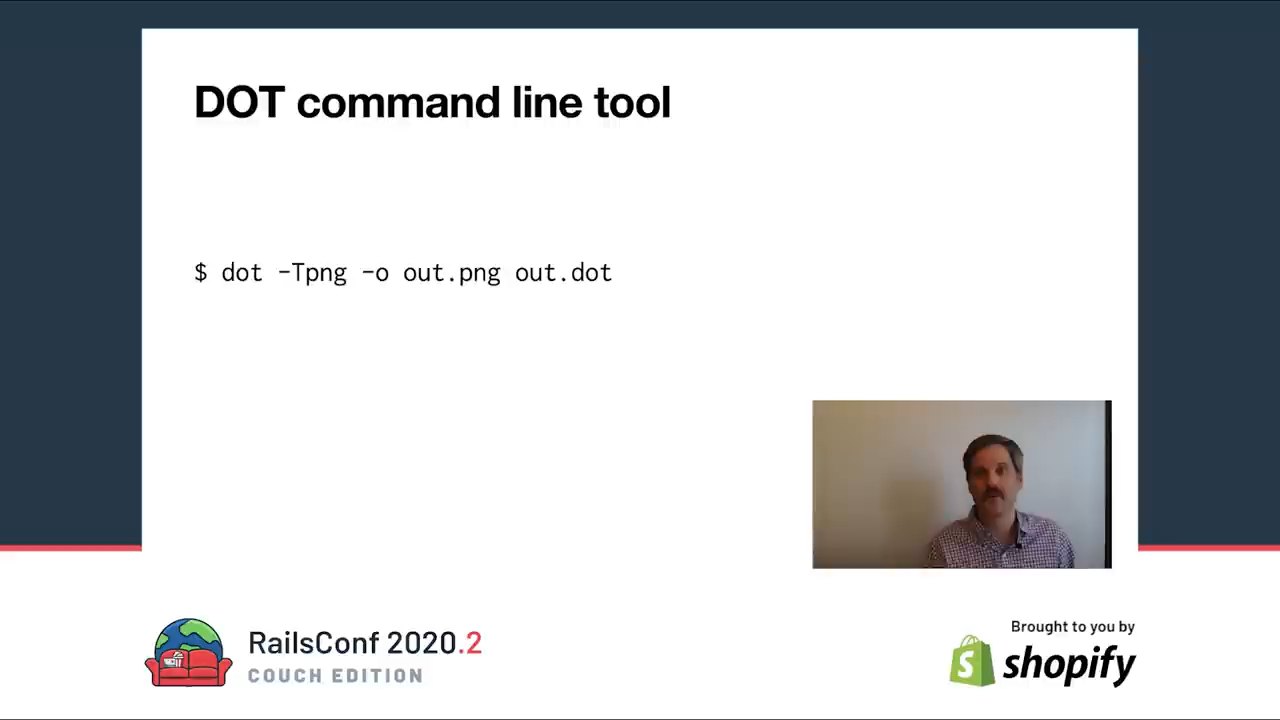 DOT command line tool
$ dot -Tpng -o out.png out.dot
RailsConf 2020.2
COUCH EDITION
Brought to you by
shopify